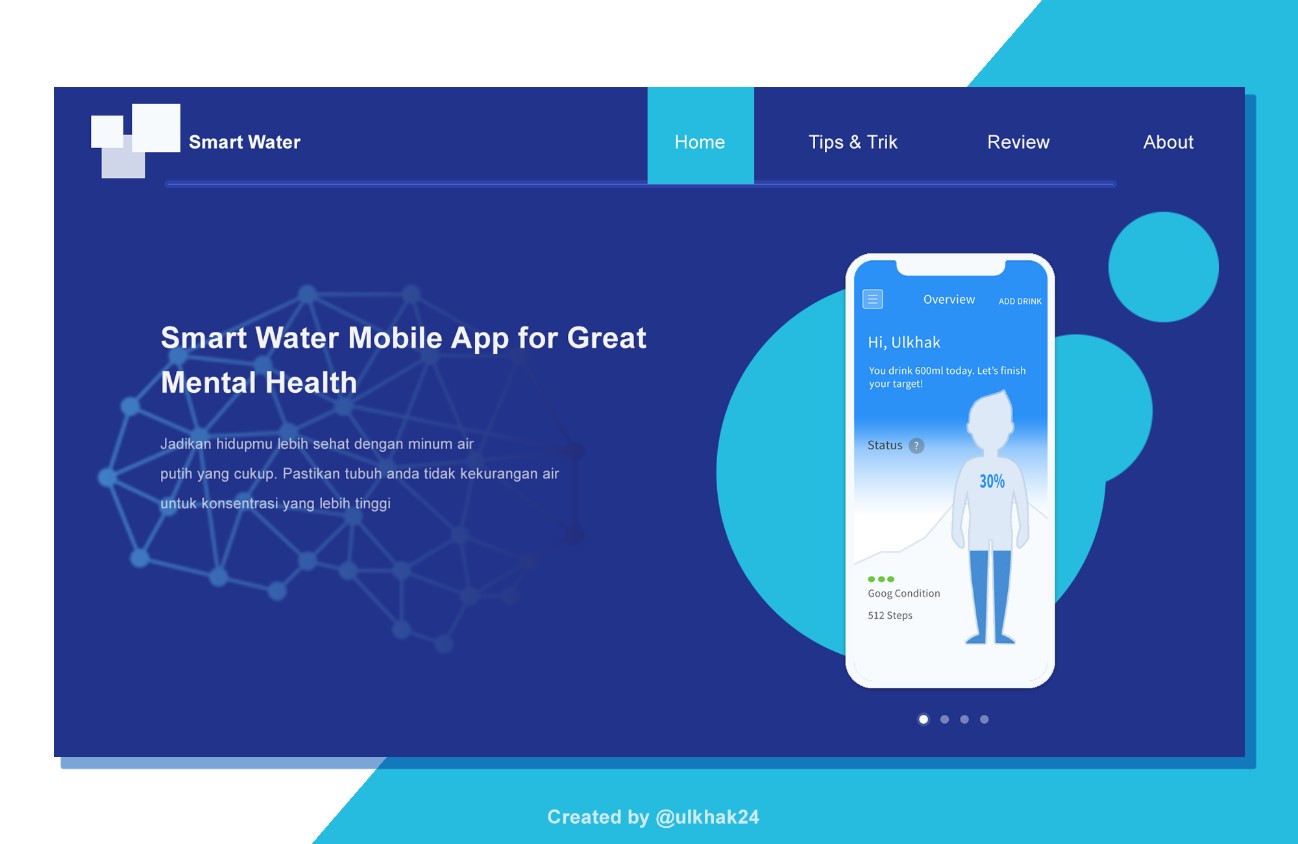 Smart Water
Home
Tips & Trik
Review
About
Smart Water Mobile App for Great
Mental Health
Jadikan hidupmu lebih sehat dengan minum air
putih yang cukup. Pastikan tubuh anda tidak kekurangan air
untuk konsentrasi yang lebih tinggi
Overview
ADD DRINK
Hi, Ulkhak
You drink 600ml today. Let's finish
your target!
Status ?
30%
Goog Condition
512 Steps
Created by @ulkhak24